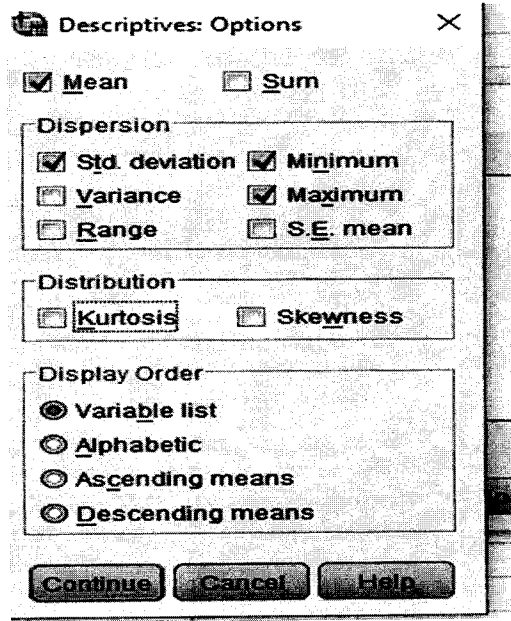 Descriptives: Options
Mean Sum
Dispersion
Std. deviation Minimum
Variance Maximum
Range S.E. mean
Distribution
Kurtosis Skewness
Display Order
Variable list
Alphabetic
Ascending means
Descending means
Continue Cancel Help